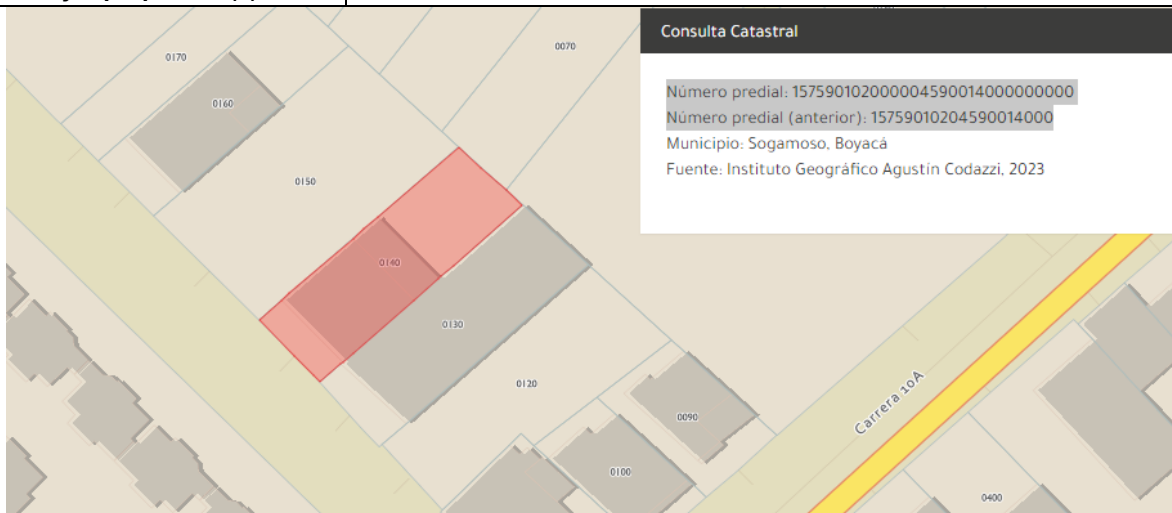 Consulta Catastral
Número predial: 157590102000004590014000000000
Número predial (anterior): 15759010204590014000
Municipio: Sogamoso, Boyacá
Fuente: Instituto Geográfico Agustín Codazzi, 2023
0170
0070
0160
0150
0140
0130
0120
0090
Carrera 10A
0100
0400